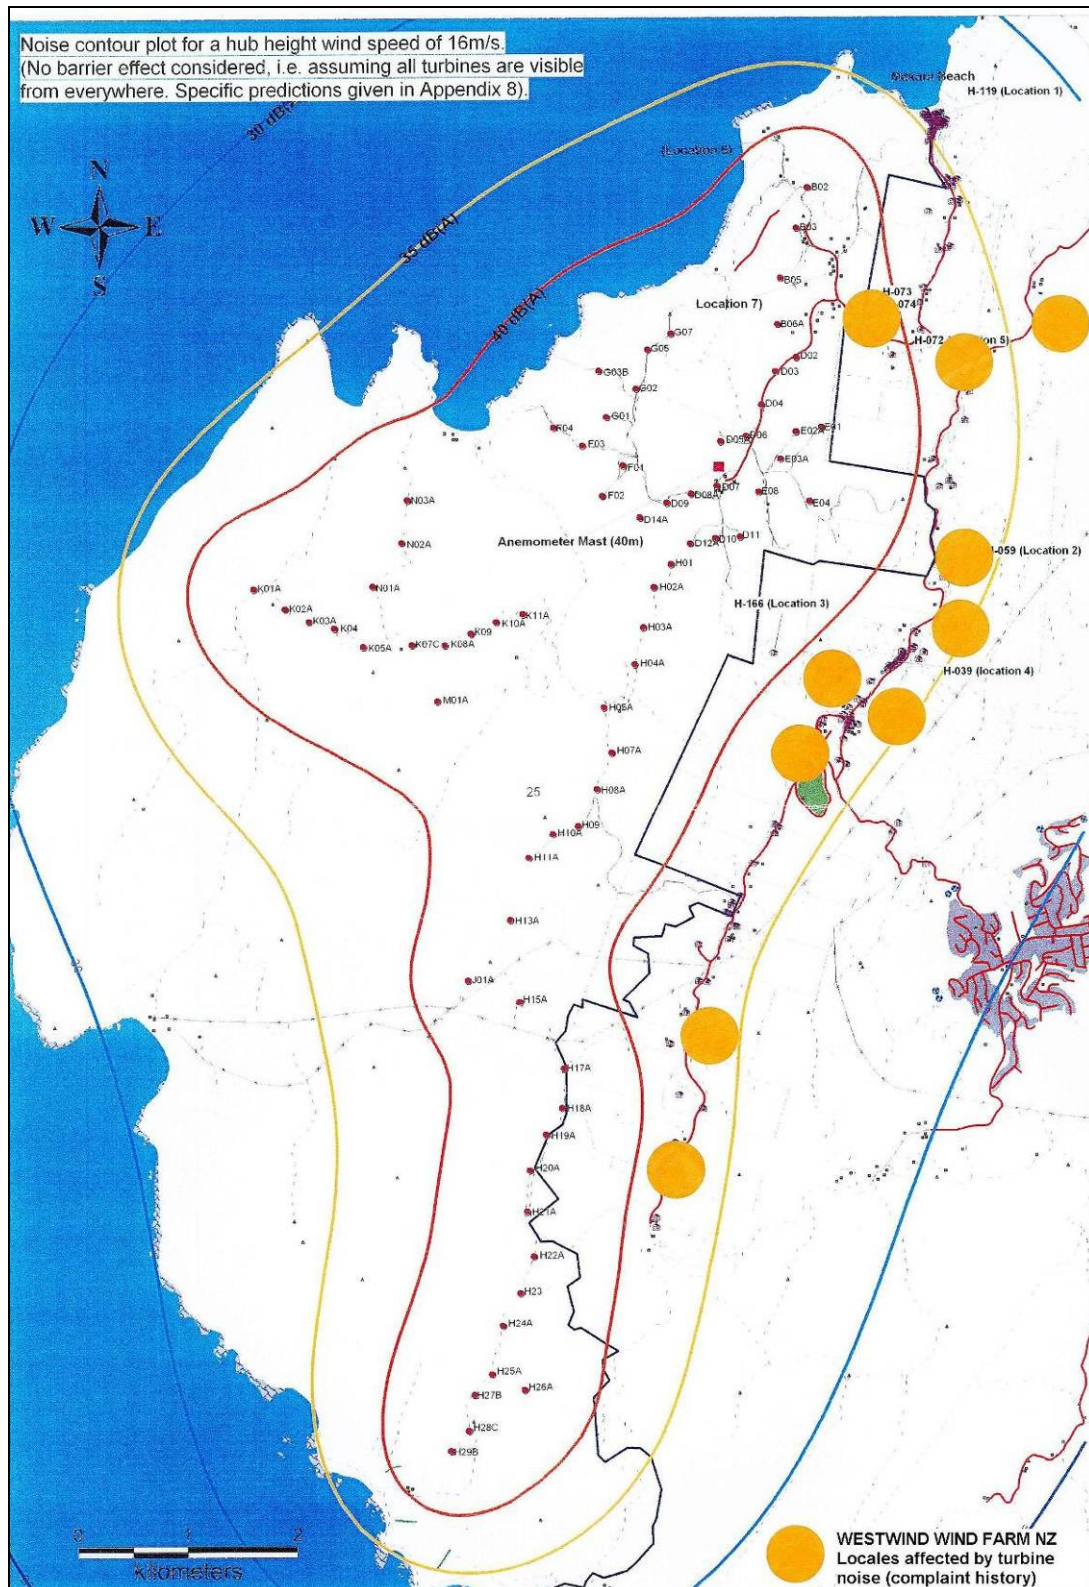 Noise contour plot for a hub height wind speed of 16m/s.
(No barrier effect considered, i.e. assuming all turbines are visible
from everywhere. Specific predictions given in Appendix 8).
Makara Beach
H-119 (Location 1)
30 dB(A)
N
W E
S
35 dB(A)
40 dB(A)
B02
B03
B05
Location 7)
H-073
B06A
G07
H-072
G05
D02
G03B
D03
G02
D04
G01
F04
E02A
E01
D06
F03
D05A
E03A
F01
D07
F02
D08A
E08
D09
E04
N03A
D14A
Anemometer Mast (40m)
N02A
D12A
D10
D11
(Location 2)
H01
K01A
N01A
H02A
H-166 (Location 3)
K02A
K03A
K04
K11A
K10A
K09
H03A
K05A
K07C
K08A
H04A
H-039 (location 4)
M01A
H05A
H07A
25
H08A
H09
H10A
H11A
H13A
J01A
H15A
H17A
H18A
H19A
H20A
H21A
H22A
H23
H24A
H25A
H26A
H27B
H28C
H29B
0 1 2
kilometers
WESTWIND WIND FARM NZ
Locales affected by turbine
noise (complaint history)